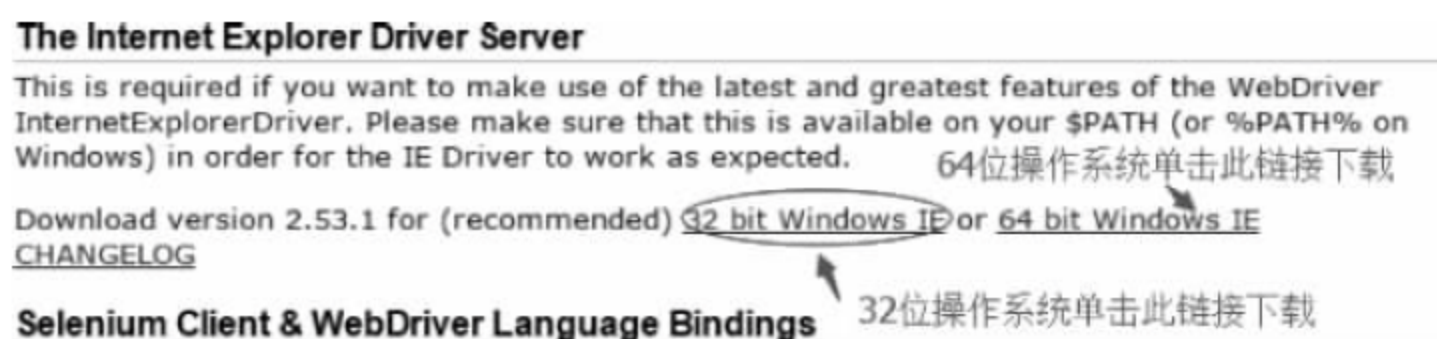 The Internet Explorer Driver Server
This is required if you want to make use of the latest and greatest features of the WebDriver
InternetExplorerDriver. Please make sure that this is available on your $PATH (or %PATH% on
Windows) in order for the IE Driver to work as expected.
64位操作系统单击此链接下载
Download version 2.53.1 for (recommended) 32 bit Windows IE or 64 bit Windows IE
CHANGELOG
32位操作系统单击此链接下载
Selenium Client & WebDriver Language Bindings